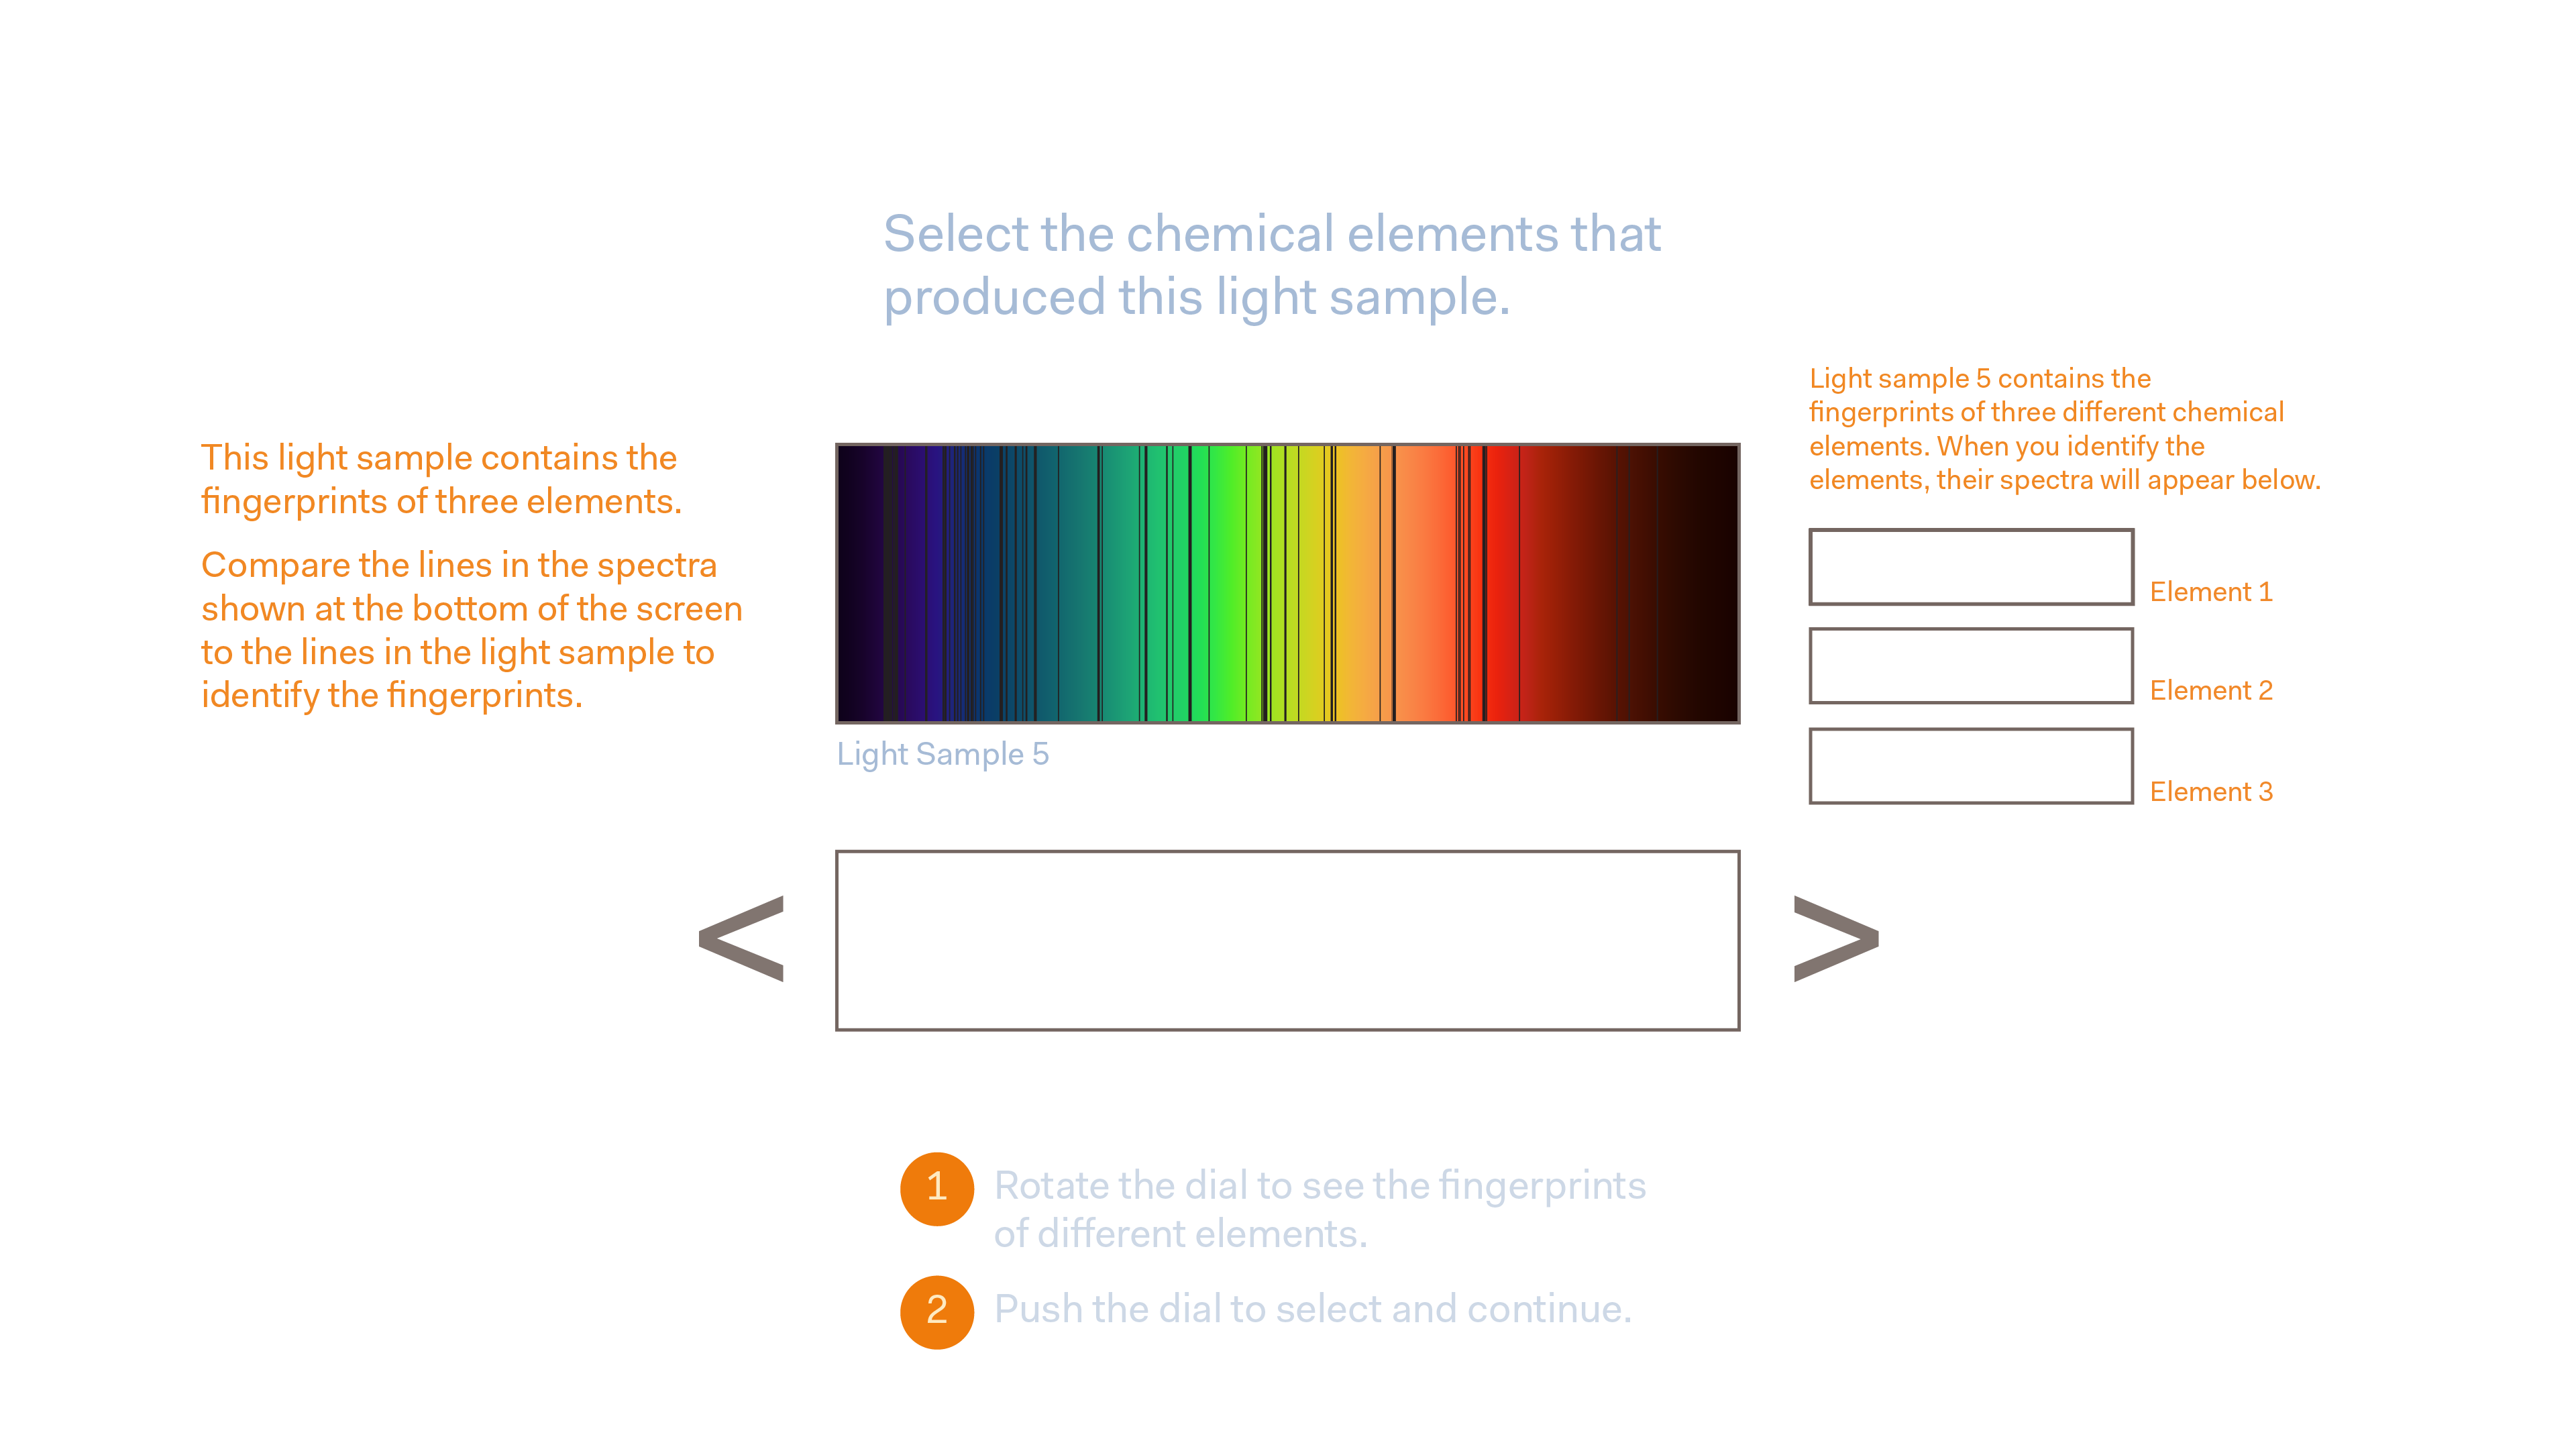 Select the chemical elements that
produced this light sample.
This light sample contains the
fingerprints of three elements.
Compare the lines in the spectra
shown at the bottom of the screen
to the lines in the light sample to
identify the fingerprints.
Light Sample 5
Light sample 5 contains the
fingerprints of three different chemical
elements. When you identify the
elements, their spectra will appear below.
Element 1
Element 2
Element 3
<
>
1 Rotate the dial to see the fingerprints
of different elements.
2 Push the dial to select and continue.